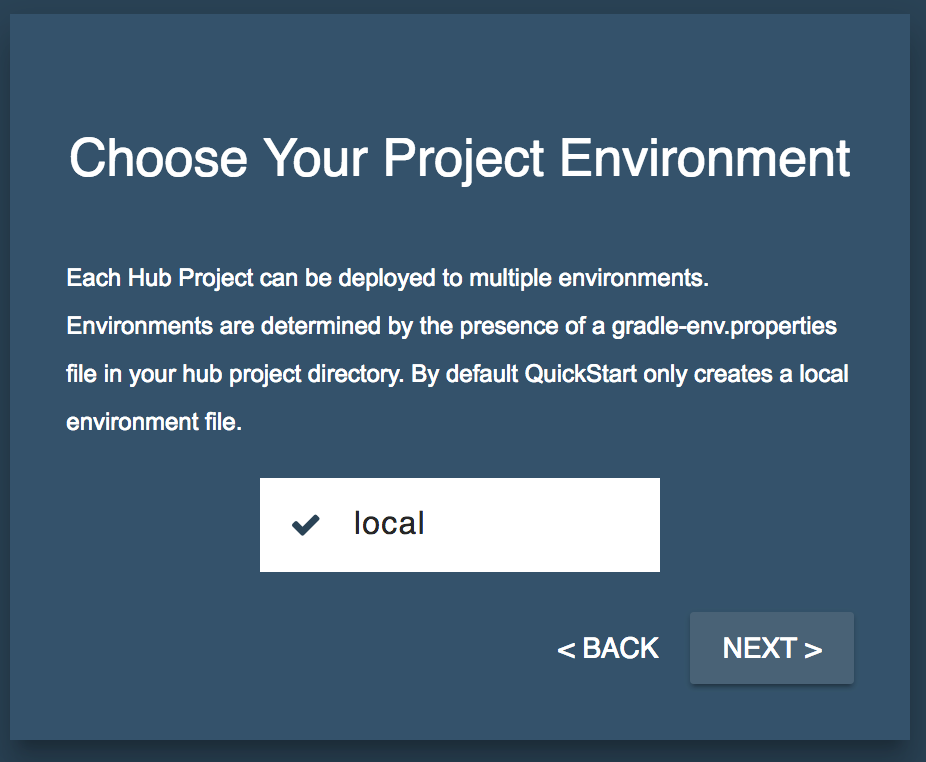 Choose Your Project Environment
Each Hub Project can be deployed to multiple environments.
Environments are determined by the presence of a gradle-env.properties
file in your hub project directory. By default QuickStart only creates a local
environment file.
local
< BACK NEXT >